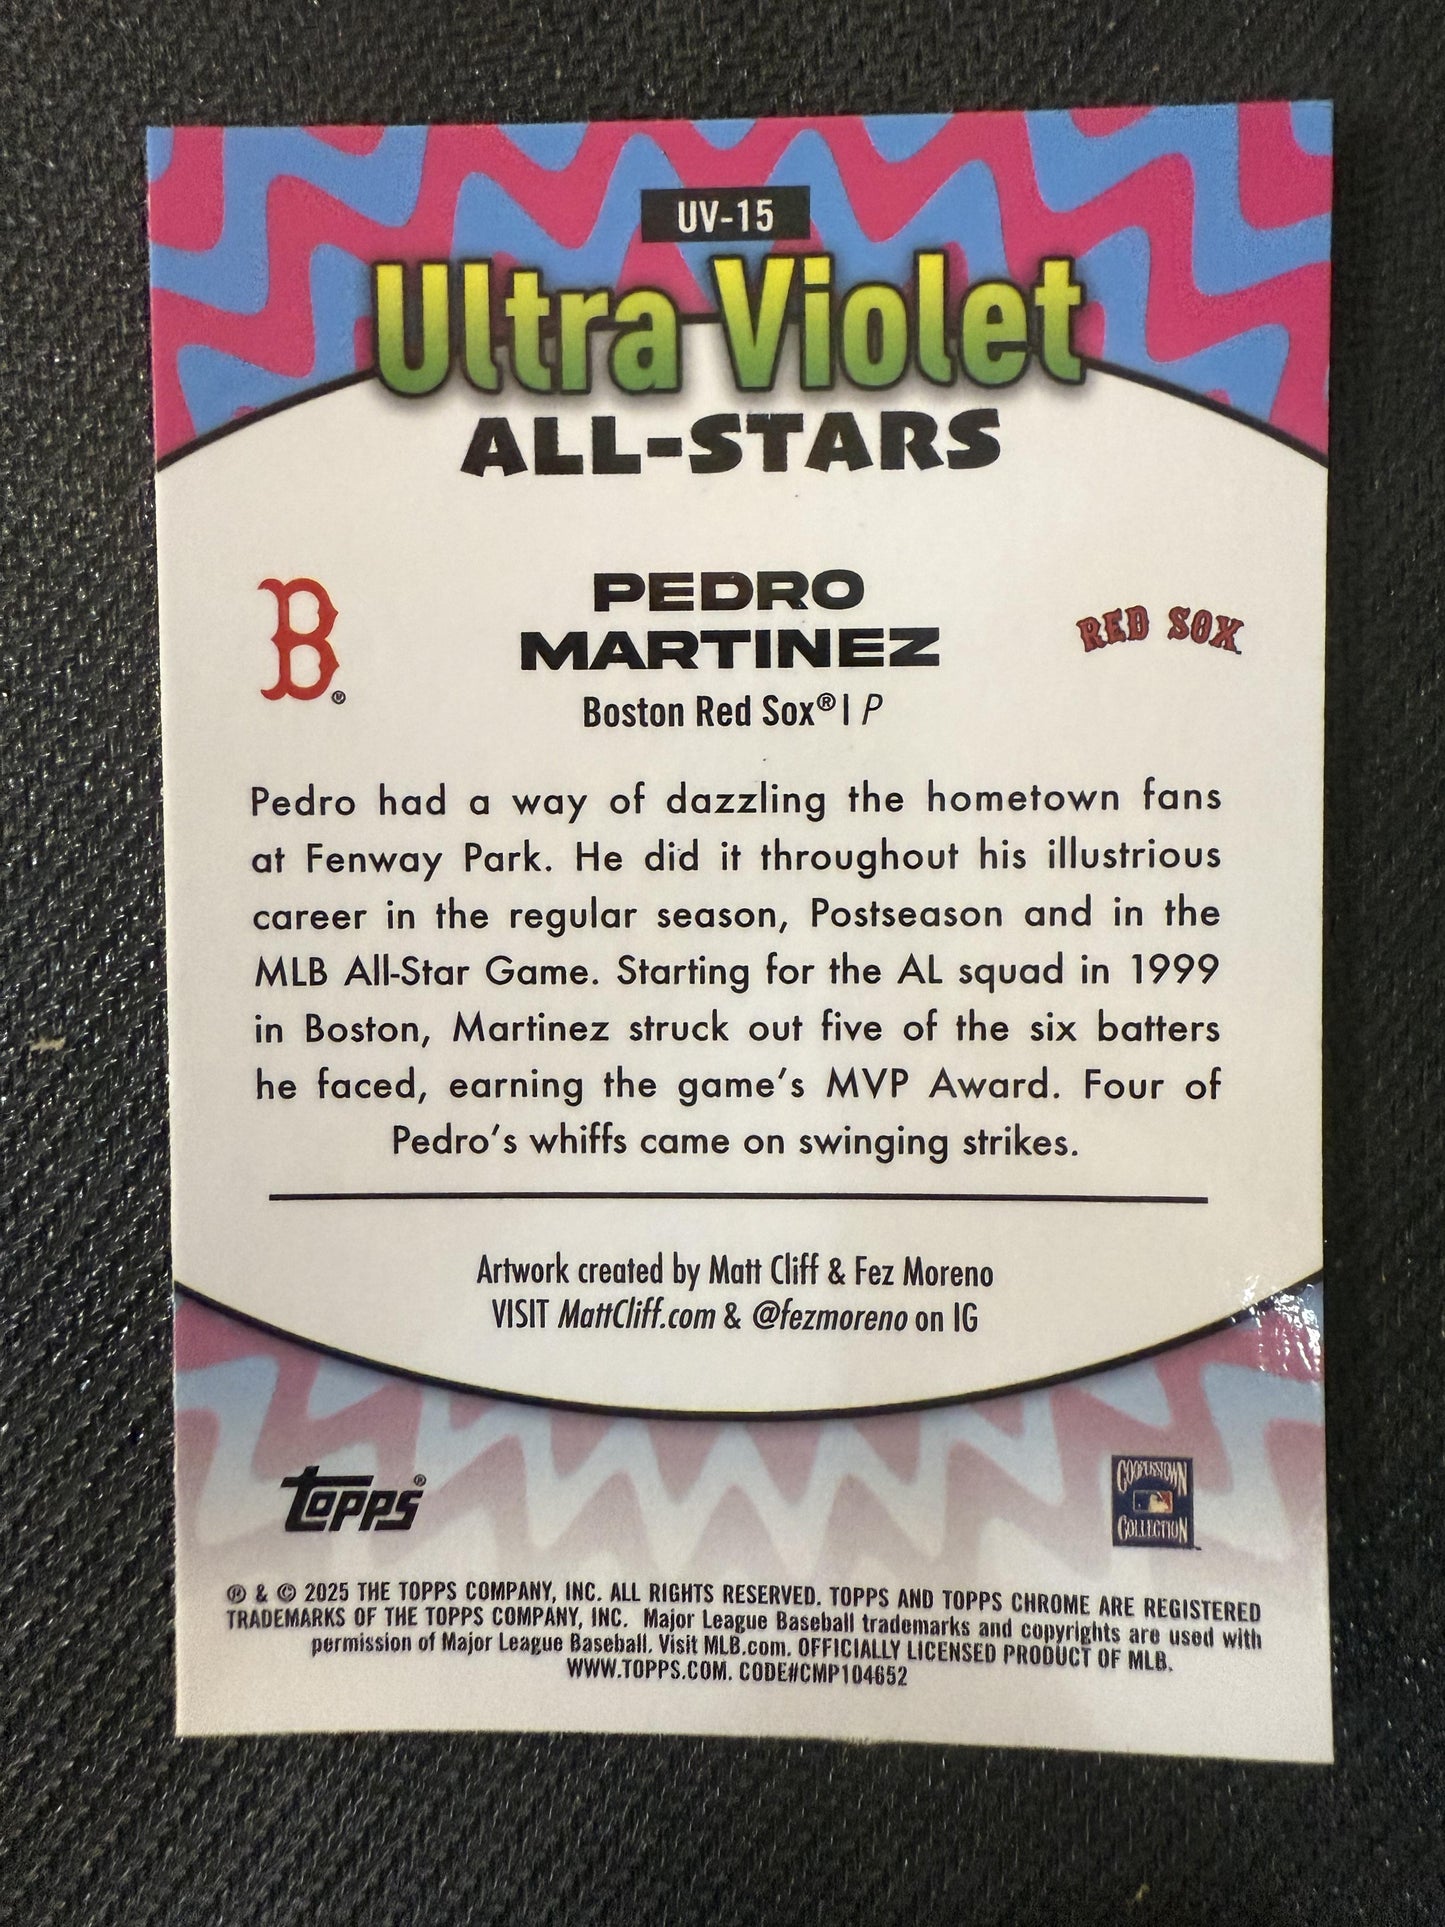 UV-15
Ultra Violet
ALL-STARS
B®
PEDRO
MARTINEZ
RED SOX
Boston Red Sox® | P
Pedro had a way of dazzling the hometown fans
at Fenway Park. He did it throughout his illustrious
career in the regular season, Postseason and in the
MLB All-Star Game. Starting for the AL squad in 1999
in Boston, Martinez struck out five of the six batters
he faced, earning the game's MVP Award. Four of
Pedro's whiffs came on swinging strikes.
Artwork created by Matt Cliff & Fez Moreno
VISIT MattCliff.com & @fezmoreno on IG
topps®
COOPERSTOWN
COLLECTION
® & © 2025 THE TOPPS COMPANY, INC. ALL RIGHTS RESERVED. TOPPS AND TOPPS CHROME ARE REGISTERED
TRADEMARKS OF THE TOPPS COMPANY, INC. Major League Baseball trademarks and copyrights are used with
permission of Major League Baseball. Visit MLB.com. OFFICIALLY LICENSED PRODUCT OF MLB.
WWW.TOPPS.COM. CODE#CMP104652